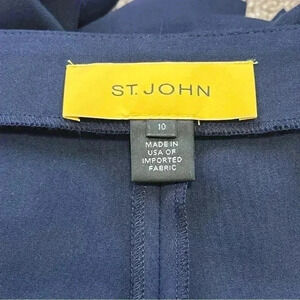 ST. JOHN
10
MADE IN
USA OF
IMPORTED
FABRIC